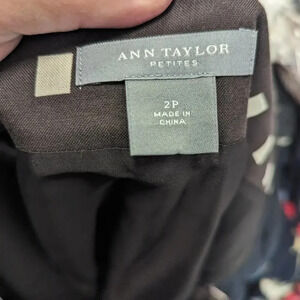 ANN TAYLOR
PETITES
2P
MADE IN
CHINA